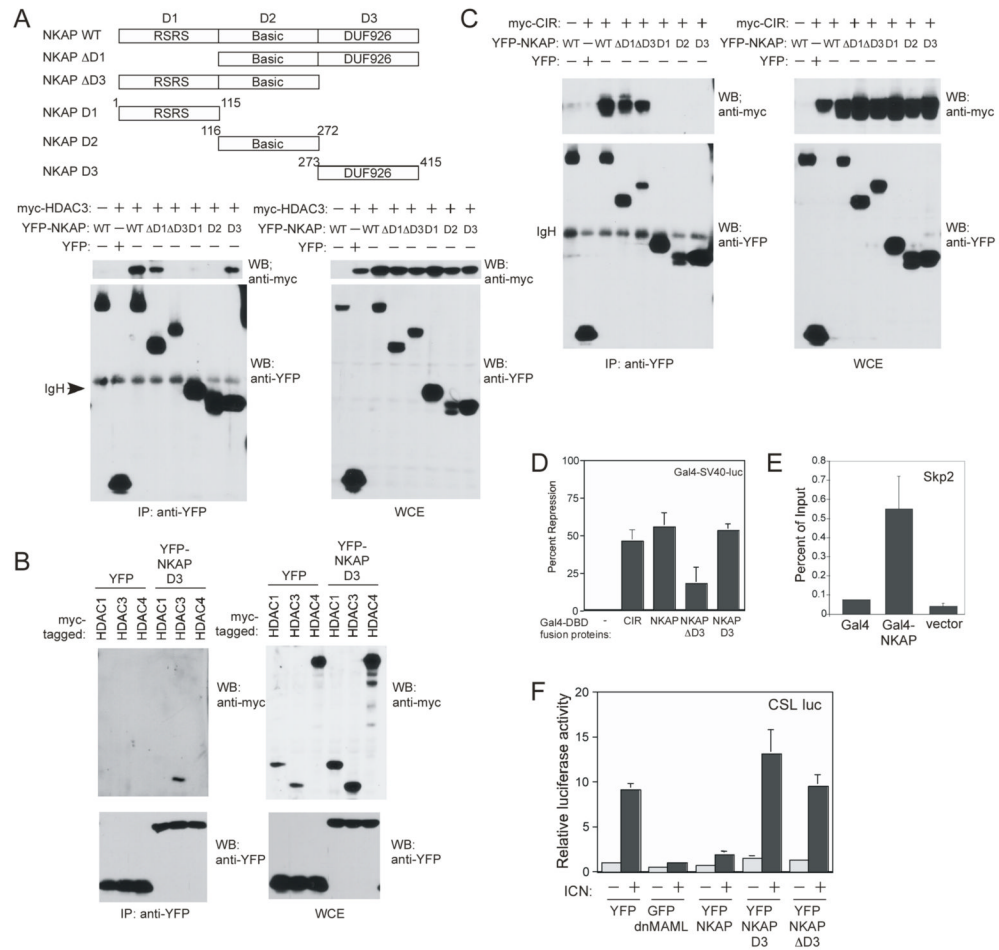 A
D1 D2 D3
NKAP WT RSRS Basic DUF926
NKAP ΔD1 Basic DUF926
NKAP ΔD3 RSRS Basic
1 115
NKAP D1 RSRS
116 272
NKAP D2 Basic
273 415
NKAP D3 DUF926
myc-HDAC3: – + + + + + + +
YFP-NKAP: WT – WT ΔD1 ΔD3 D1 D2 D3
YFP: – + – – – – – –
WB; anti-myc
WB: anti-YFP
IgH
IP: anti-YFP
myc-HDAC3: – + + + + + + +
YFP-NKAP: WT – WT ΔD1 ΔD3 D1 D2 D3
YFP: – + – – – – – –
WB: anti-myc
WB: anti-YFP
WCE
B
YFP
YFP-
NKAP
D3
myc-
tagged:
HDAC1
HDAC3
HDAC4
HDAC1
HDAC3
HDAC4
WB:
anti-myc
WB:
anti-YFP
IP: anti-YFP
YFP
YFP-
NKAP
D3
myc-
tagged:
HDAC1
HDAC3
HDAC4
HDAC1
HDAC3
HDAC4
WB:
anti-myc
WB:
anti-YFP
WCE
C
myc-CIR: – + + + + + + +
YFP-NKAP: WT – WT ΔD1 ΔD3 D1 D2 D3
YFP: – + – – – – – –
WB;
anti-myc
IgH
WB:
anti-YFP
IP: anti-YFP
myc-CIR: – + + + + + + +
YFP-NKAP: WT – WT ΔD1 ΔD3 D1 D2 D3
YFP: – + – – – – – –
WB:
anti-myc
WB:
anti-YFP
WCE
D
Gal4-SV40-luc
Percent Repression
100
75
50
25
0
Gal4-DBD
fusion proteins:
- CIR NKAP NKAP ΔD3 NKAP D3
E
Skp2
Percent of Input
0.8
0.7
0.6
0.5
0.4
0.3
0.2
0.1
0
Gal4 Gal4-NKAP vector
F
CSL luc
Relative luciferase activity
20
15
10
5
0
ICN: – + – + – + – + – +
YFP GFP YFP YFP YFP
dnMAML NKAP NKAP NKAP
D3 ΔD3